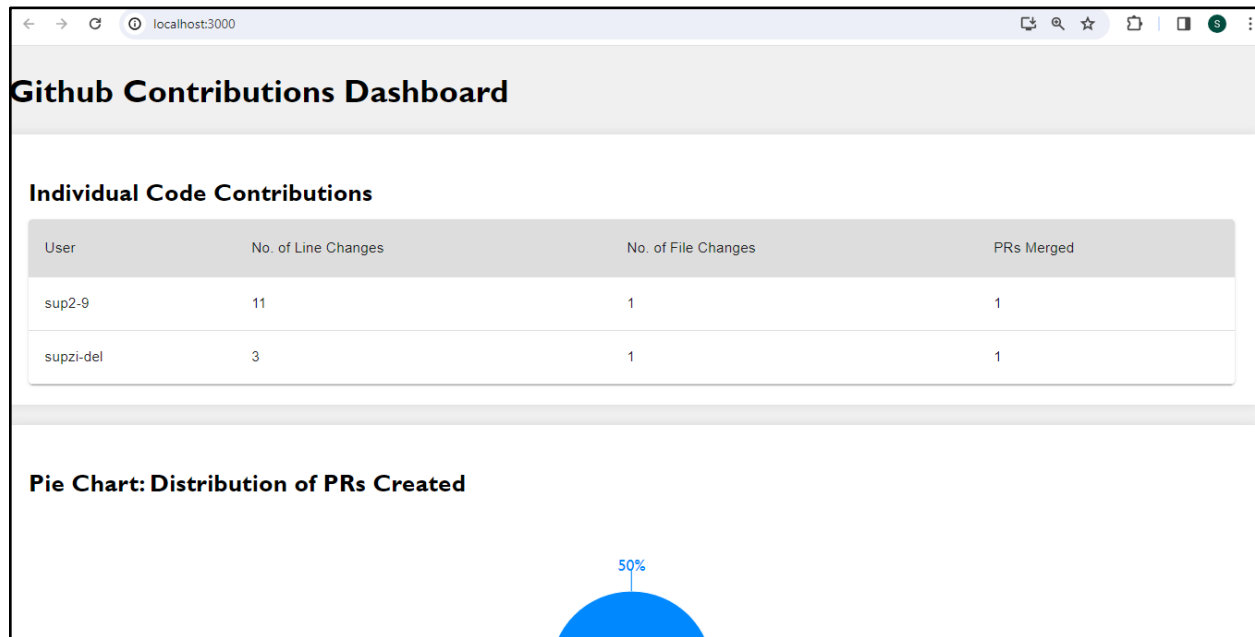 localhost:3000
S
Github Contributions Dashboard
Individual Code Contributions
User No. of Line Changes No. of File Changes PRs Merged
sup2-9 11 1 1
supzi-del 3 1 1
Pie Chart: Distribution of PRs Created
50%